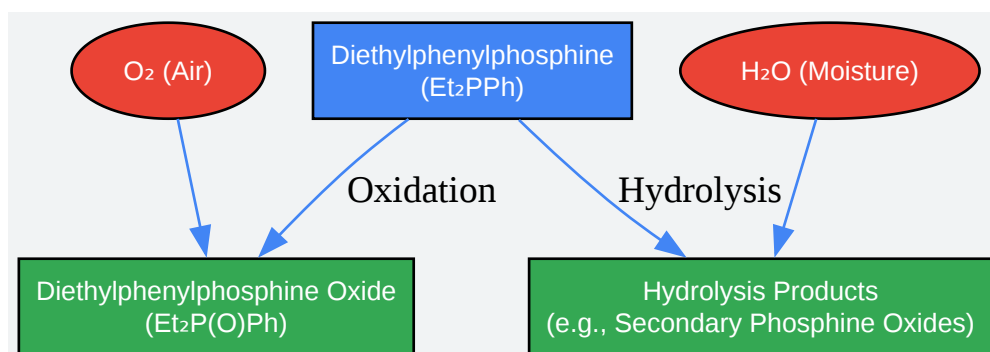 O₂ (Air)
Diethylphenylphosphine
(Et₂PPh)
H₂O (Moisture)
Oxidation
Hydrolysis
Diethylphenylphosphine Oxide
(Et₂P(O)Ph)
Hydrolysis Products
(e.g., Secondary Phosphine Oxides)